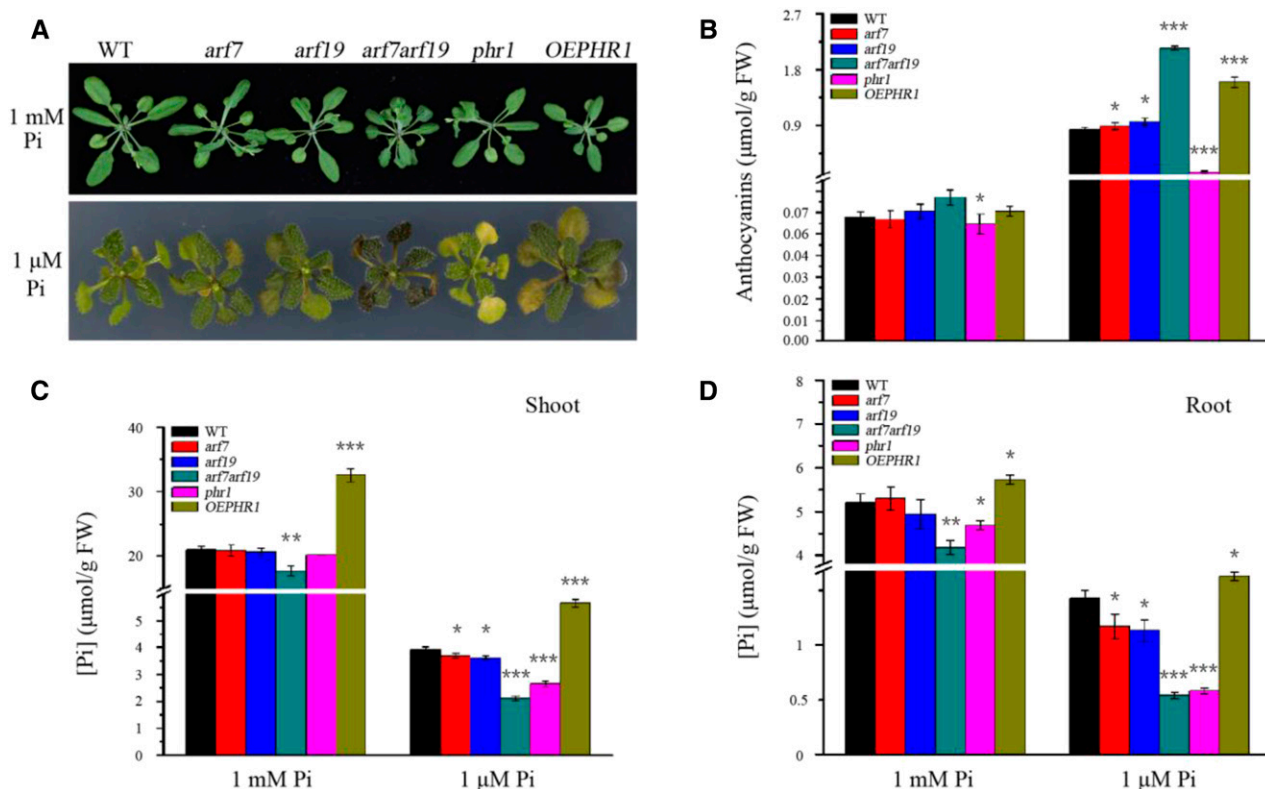 A
WT arf7 arf19 arf7arf19 phr1 OEPHR1
1 mM
Pi
1 μM
Pi
B
Anthocyanins (μmol/g FW)
2.7
1.8
0.9
0.07
0.06
0.04
0.03
0.01
0.00
WT
arf7
arf19
arf7arf19
phr1
OEPHR1
*
* * *** *** ***
C
Shoot
[Pi] (μmol/g FW)
40
30
20
5
4
3
2
1
0
WT
arf7
arf19
arf7arf19
phr1
OEPHR1
** ***
* * *** *** ***
1 mM Pi 1 μM Pi
D
Root
[Pi] (μmol/g FW)
8
7
6
5
4
1
0.5
0
WT
arf7
arf19
arf7arf19
phr1
OEPHR1
** * *
* * *** *** *
1 mM Pi 1 μM Pi